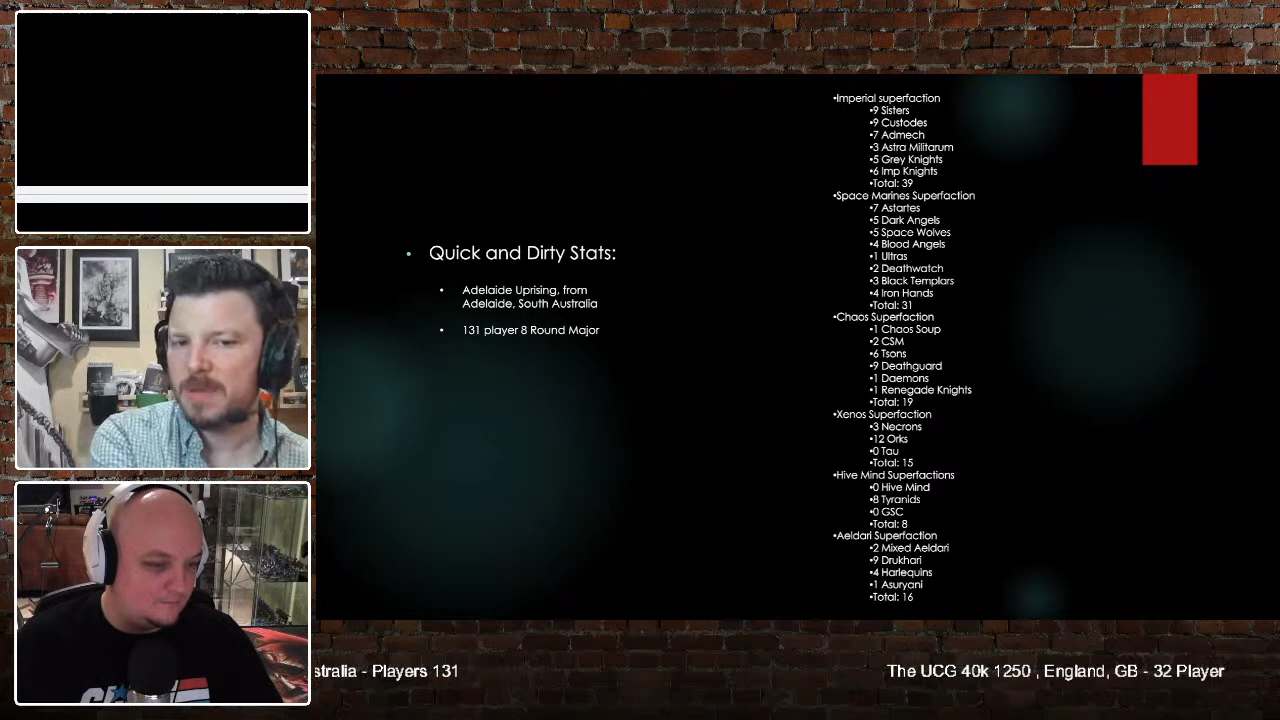 • Quick and Dirty Stats:
• Adelaide Uprising, from
Adelaide, South Australia
• 131 player 8 Round Major
•Imperial superfaction
•9 Sisters
•9 Custodes
•7 Admech
•3 Astra Militarum
•5 Grey Knights
•6 Imp Knights
•Total: 39
•Space Marines Superfaction
•7 Astartes
•5 Dark Angels
•5 Space Wolves
•4 Blood Angels
•1 Ultras
•2 Deathwatch
•3 Black Templars
•4 Iron Hands
•Total: 31
•Chaos Superfaction
•1 Chaos Soup
•2 CSM
•6 Tsons
•9 Deathguard
•1 Daemons
•1 Renegade Knights
•Total: 19
•Xenos Superfaction
•3 Necrons
•12 Orks
•0 Tau
•Total: 15
•Hive Mind Superfactions
•0 Hive Mind
•8 Tyranids
•0 GSC
•Total: 8
•Aeldari Superfaction
•2 Mixed Aeldari
•9 Drukhari
•4 Harlequins
•1 Asuryani
•Total: 16
stralia - Players 131
The UCG 40k 1250 , England, GB - 32 Player